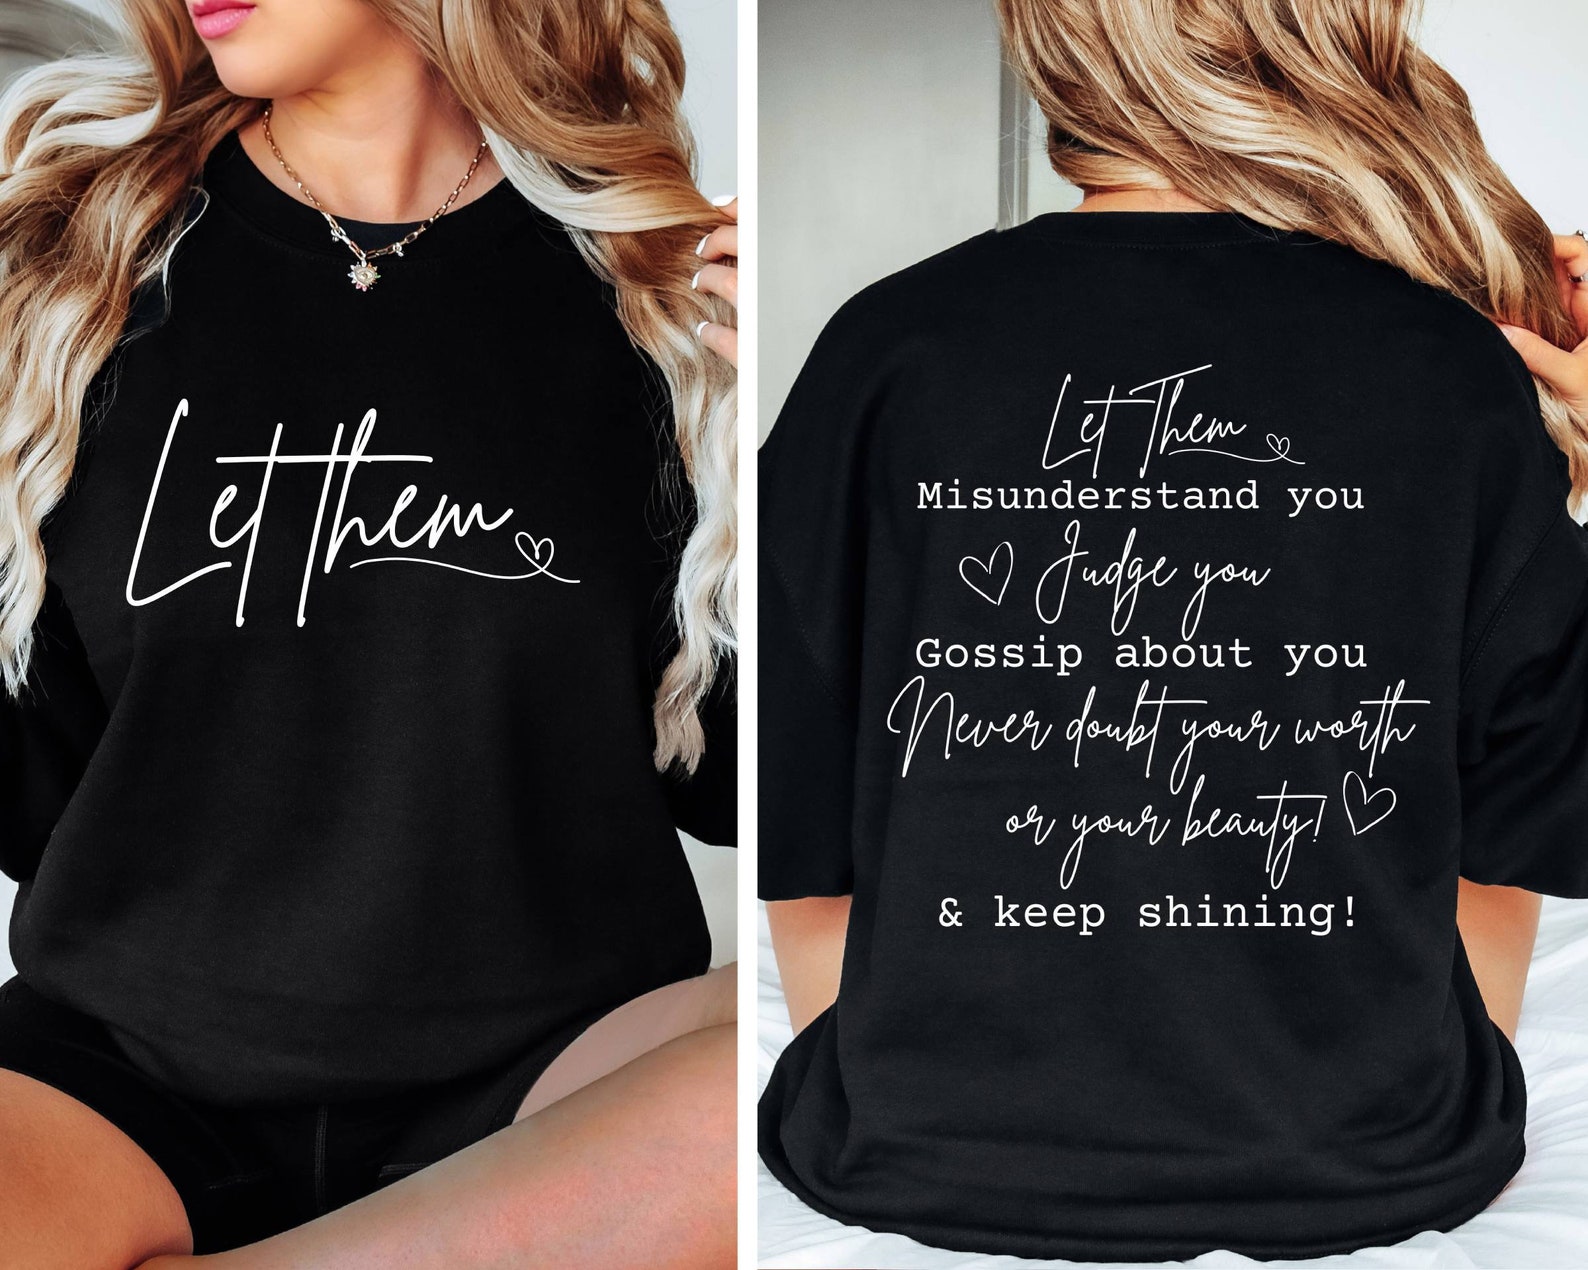 Let them
Let Them
Misunderstand you
Judge you
Gossip about you
Never doubt your worth
or your beauty!
& keep shining!